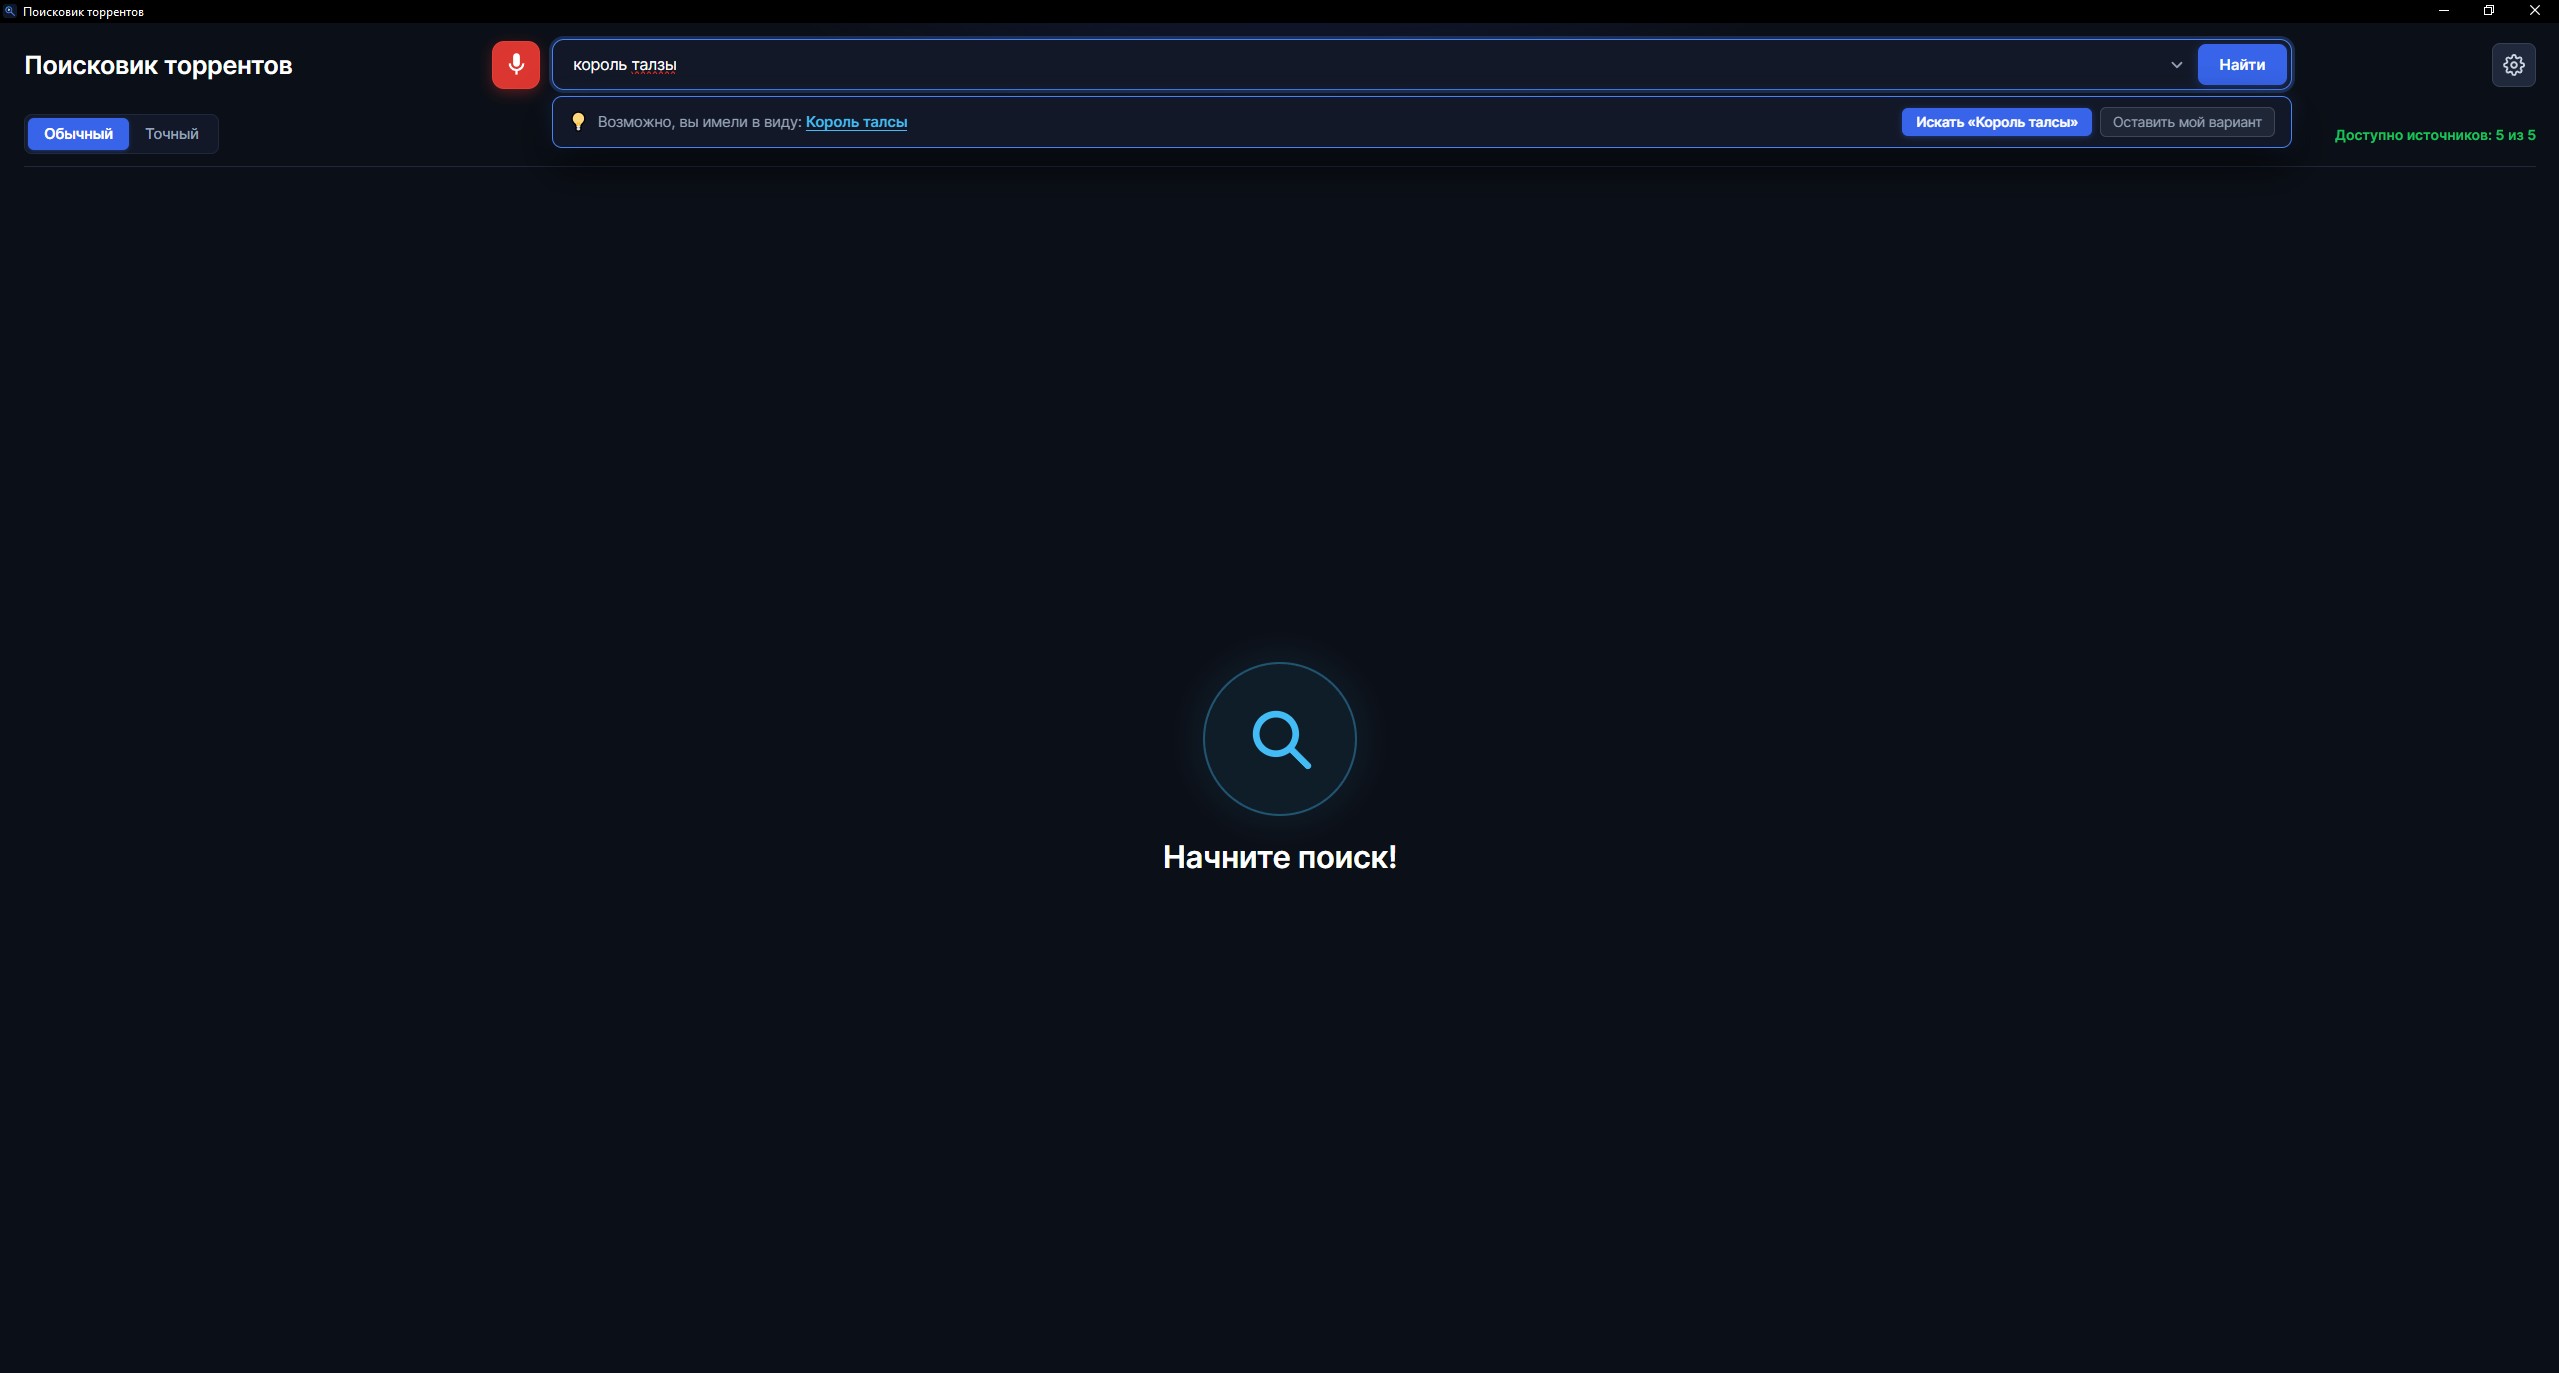 Поисковик торрентов
Поисковик торрентов
король талзы
Найти
Возможно, вы имели в виду: Король талсы
Искать «Король талсы»
Оставить мой вариант
Обычный
Точный
Доступно источников: 5 из 5
Начните поиск!